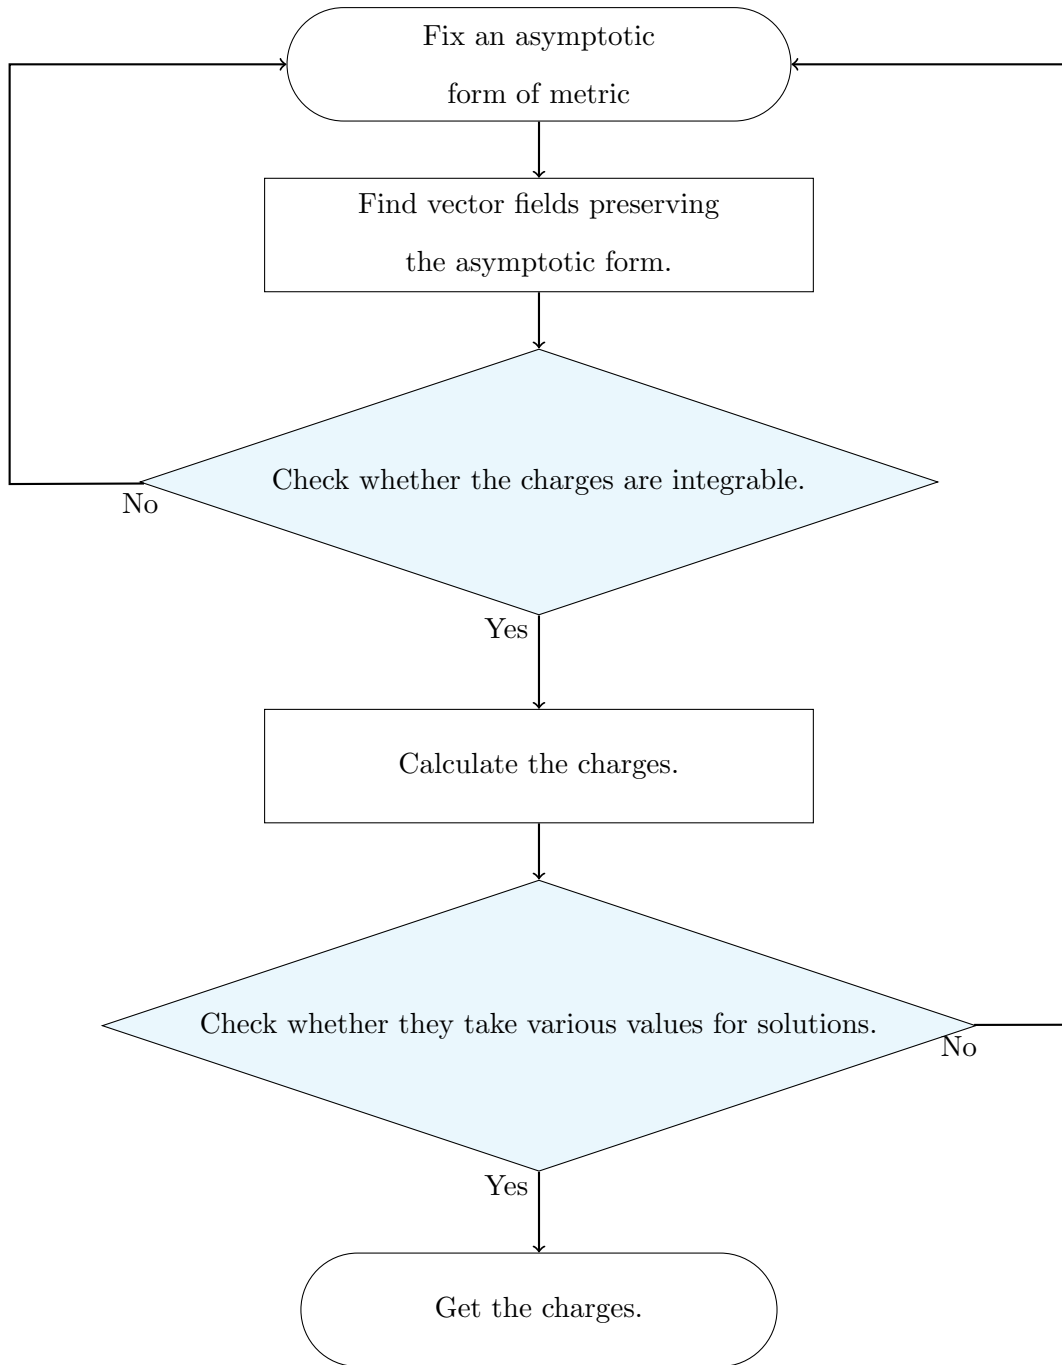 Fix an asymptotic
form of metric
Find vector fields preserving
the asymptotic form.
Check whether the charges are integrable.
No
Yes
Calculate the charges.
Check whether they take various values for solutions.
No
Yes
Get the charges.